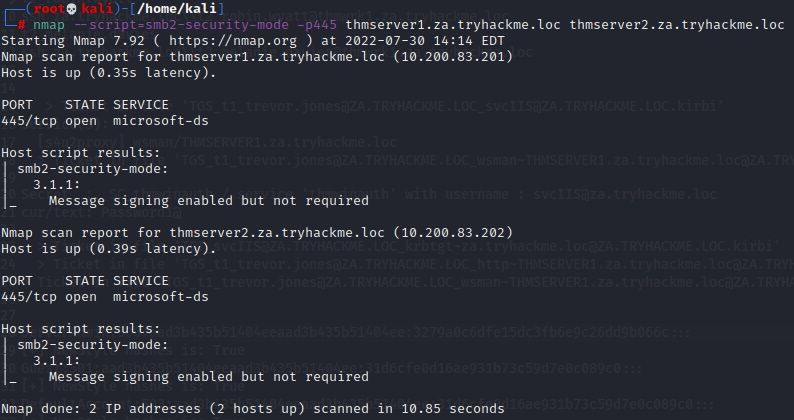 (root💀kali)-[/home/kali]
# nmap --script=smb2-security-mode -p445 thmserver1.za.tryhackme.loc thmserver2.za.tryhackme.loc
Starting Nmap 7.92 ( https://nmap.org ) at 2022-07-30 14:14 EDT
Nmap scan report for thmserver1.za.tryhackme.loc (10.200.83.201)
Host is up (0.35s latency).
PORT    STATE SERVICE
445/tcp open  microsoft-ds
Host script results:
| smb2-security-mode:
|   3.1.1:
|_    Message signing enabled but not required
Nmap scan report for thmserver2.za.tryhackme.loc (10.200.83.202)
Host is up (0.39s latency).
PORT    STATE SERVICE
445/tcp open  microsoft-ds
Host script results:
| smb2-security-mode:
|   3.1.1:
|_    Message signing enabled but not required
Nmap done: 2 IP addresses (2 hosts up) scanned in 10.85 seconds